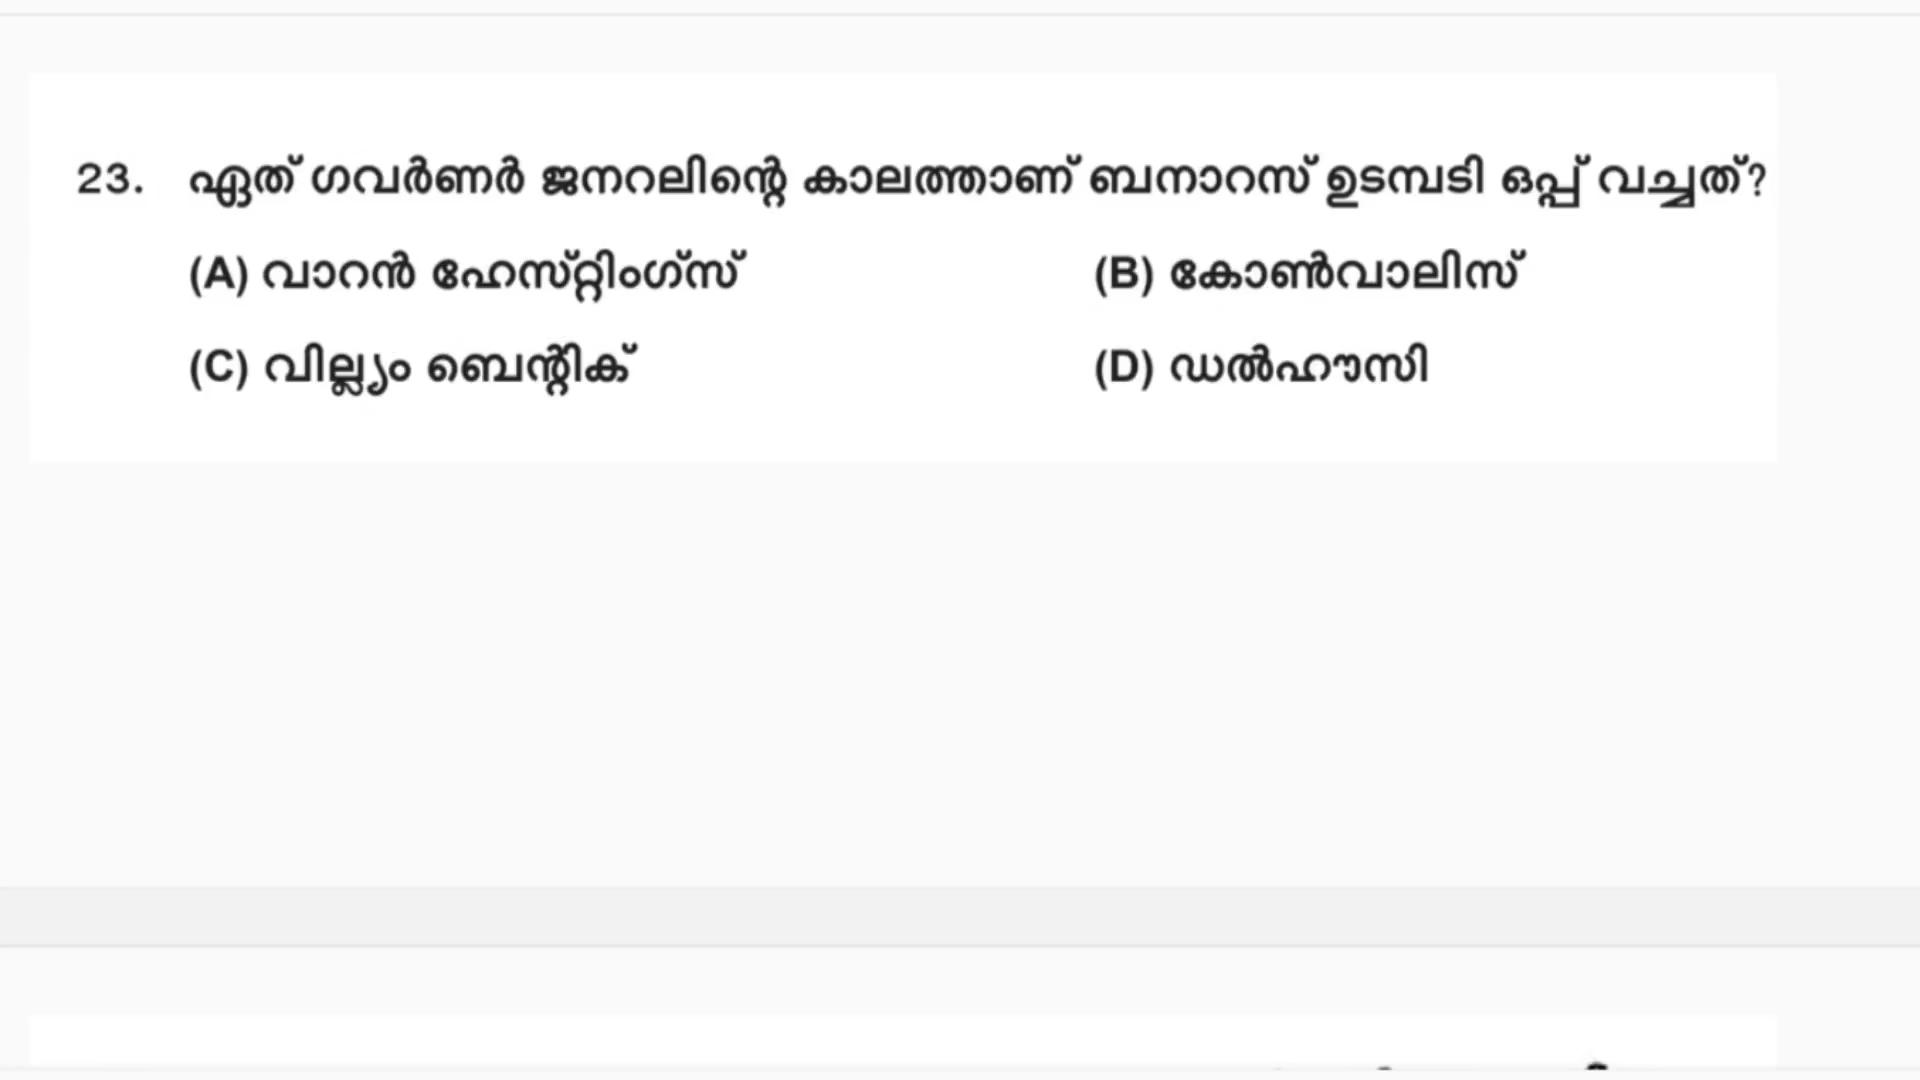 23. ഏത് ഗവർണർ ജനറലിന്റെ കാലത്താണ് ബനാറസ് ഉടമ്പടി ഒപ്പ് വച്ചത്?
(A) വാറൻ ഹേസ്റ്റിംഗ്സ് (B) കോൺവാലിസ്
(C) വില്ല്യം ബെന്റിക് (D) ഡൽഹൗസി